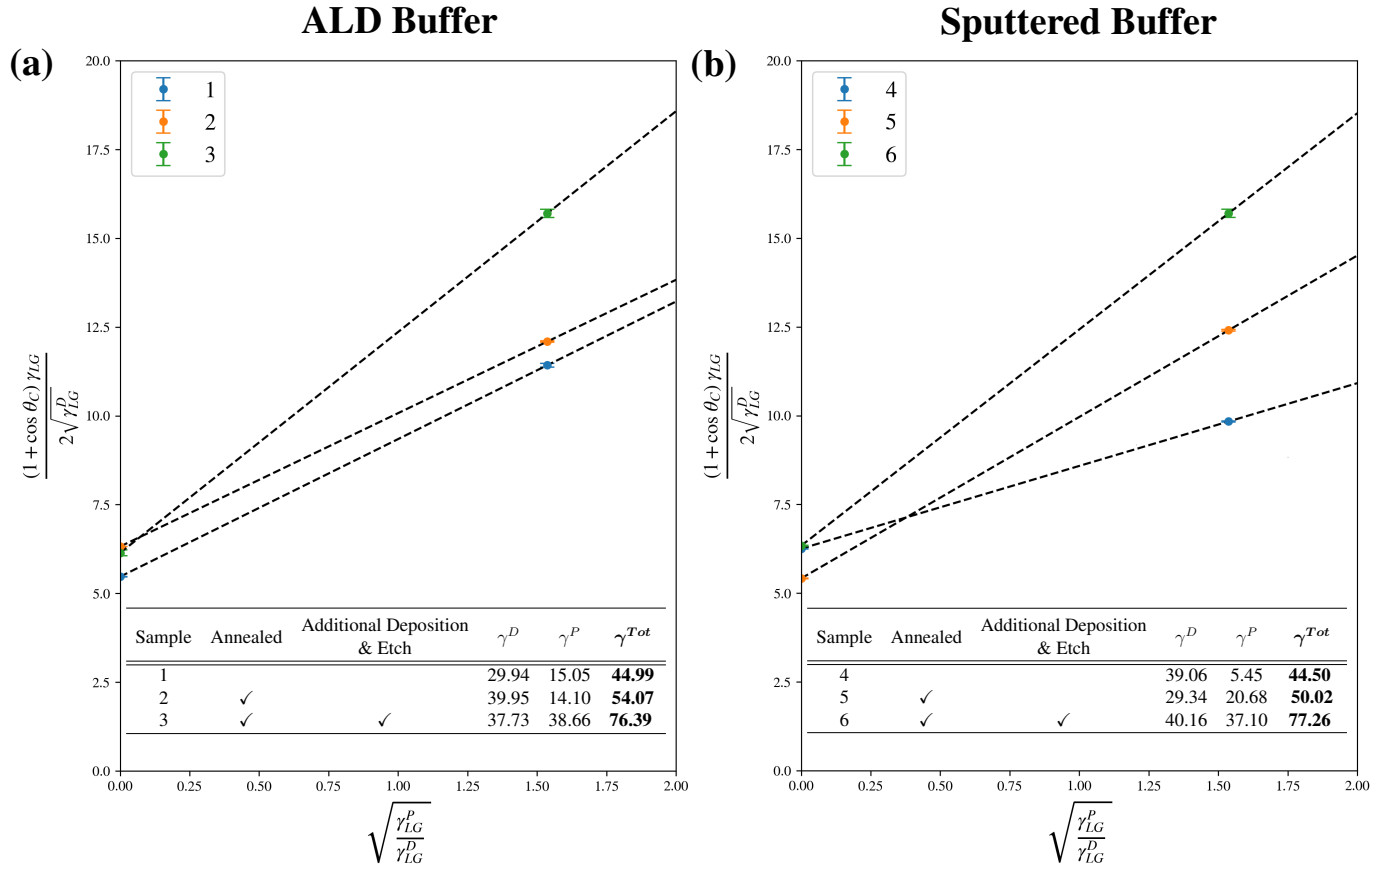 ALD Buffer
Sputtered Buffer
(a)
20.0
17.5
15.0
12.5
10.0
7.5
5.0
2.5
0.0
1
2
3
(1 + cos θ_C) γ_LG
2√γ^D_LG
Sample Annealed Additional Deposition & Etch γ^D γ^P γ^Tot
1 29.94 15.05 44.99
2 ✓ 39.95 14.10 54.07
3 ✓ ✓ 37.73 38.66 76.39
0.00 0.25 0.50 0.75 1.00 1.25 1.50 1.75 2.00
√γ^P_LG
γ^D_LG
(b)
20.0
17.5
15.0
12.5
10.0
7.5
5.0
2.5
0.0
4
5
6
(1 + cos θ_C) γ_LG
2√γ^D_LG
Sample Annealed Additional Deposition & Etch γ^D γ^P γ^Tot
4 39.06 5.45 44.50
5 ✓ 29.34 20.68 50.02
6 ✓ ✓ 40.16 37.10 77.26
0.00 0.25 0.50 0.75 1.00 1.25 1.50 1.75 2.00
√γ^P_LG
γ^D_LG